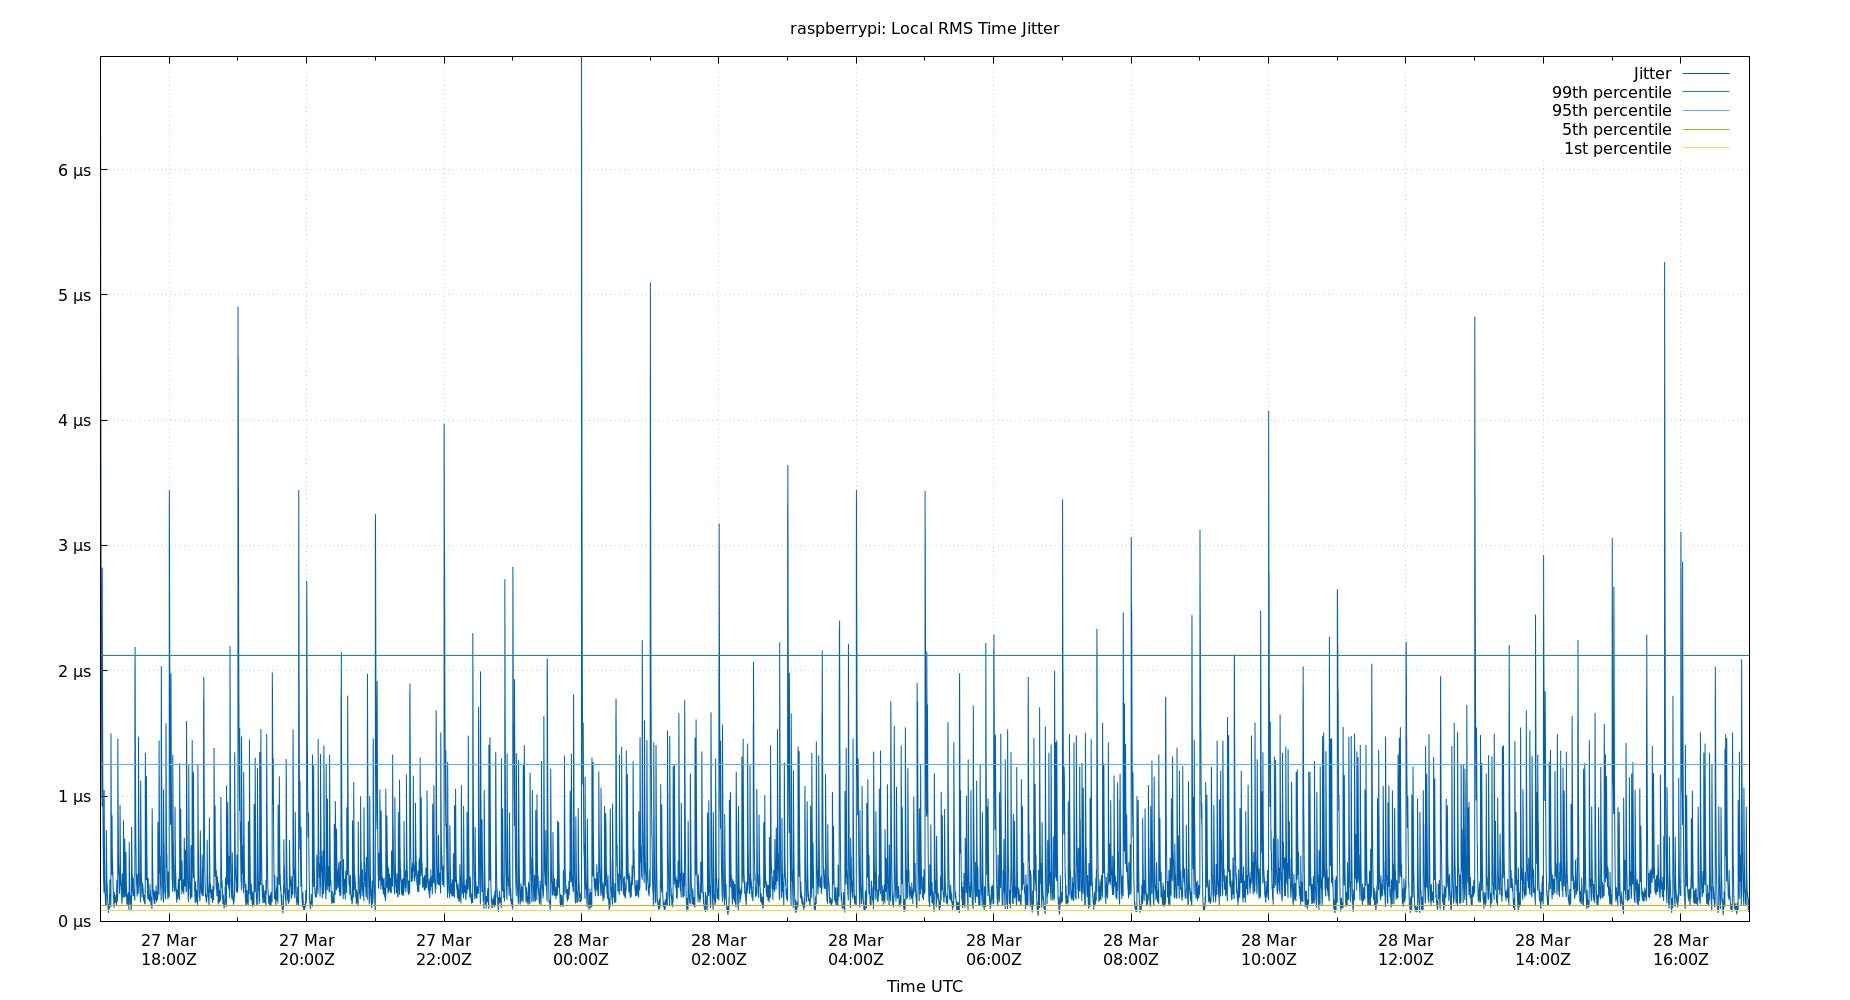 raspberrypi: Local RMS Time Jitter
Jitter
99th percentile
95th percentile
5th percentile
1st percentile
6 µs
5 µs
4 µs
3 µs
2 µs
1 µs
0 µs
27 Mar 27 Mar 27 Mar 28 Mar 28 Mar 28 Mar 28 Mar 28 Mar 28 Mar 28 Mar 28 Mar 28 Mar
18:00Z 20:00Z 22:00Z 00:00Z 02:00Z 04:00Z 06:00Z 08:00Z 10:00Z 12:00Z 14:00Z 16:00Z
Time UTC